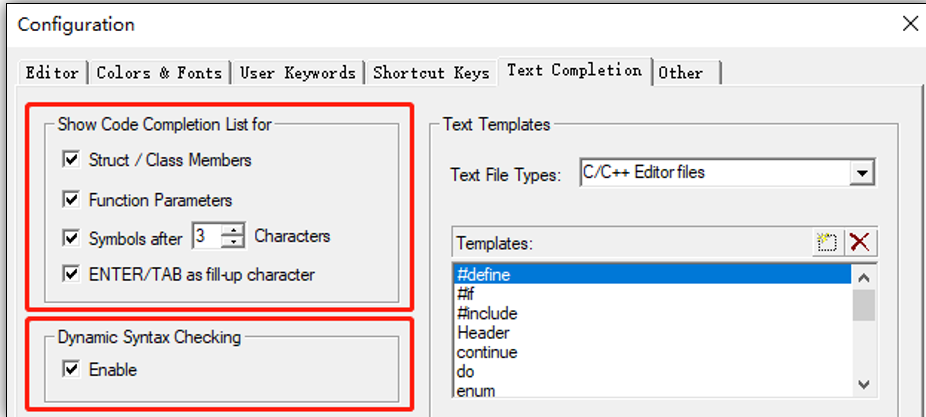 Configuration
Editor Colors & Fonts User Keywords Shortcut Keys Text Completion Other
Show Code Completion List for
Struct / Class Members
Function Parameters
Symbols after 3 Characters
ENTER/TAB as fill-up character
Dynamic Syntax Checking
Enable
Text Templates
Text File Types: C/C++ Editor files
Templates:
#define
#if
#include
Header
continue
do
enum